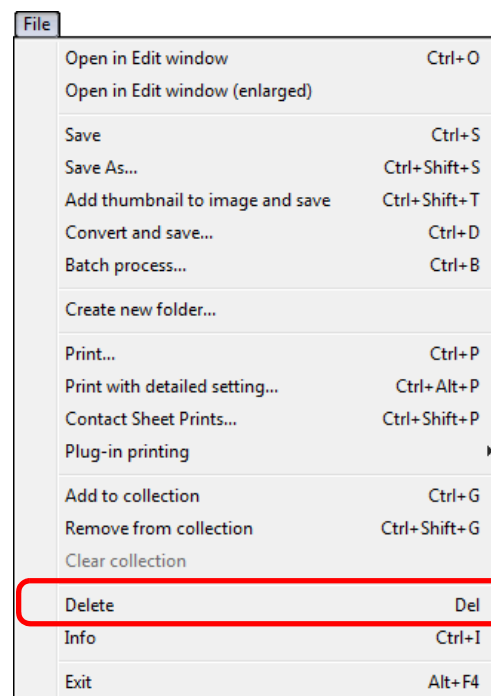 File
Open in Edit window Ctrl+O
Open in Edit window (enlarged)
Save Ctrl+S
Save As... Ctrl+Shift+S
Add thumbnail to image and save Ctrl+Shift+T
Convert and save... Ctrl+D
Batch process... Ctrl+B
Create new folder...
Print... Ctrl+P
Print with detailed setting... Ctrl+Alt+P
Contact Sheet Prints... Ctrl+Shift+P
Plug-in printing
Add to collection Ctrl+G
Remove from collection Ctrl+Shift+G
Clear collection
Delete Del
Info Ctrl+I
Exit Alt+F4